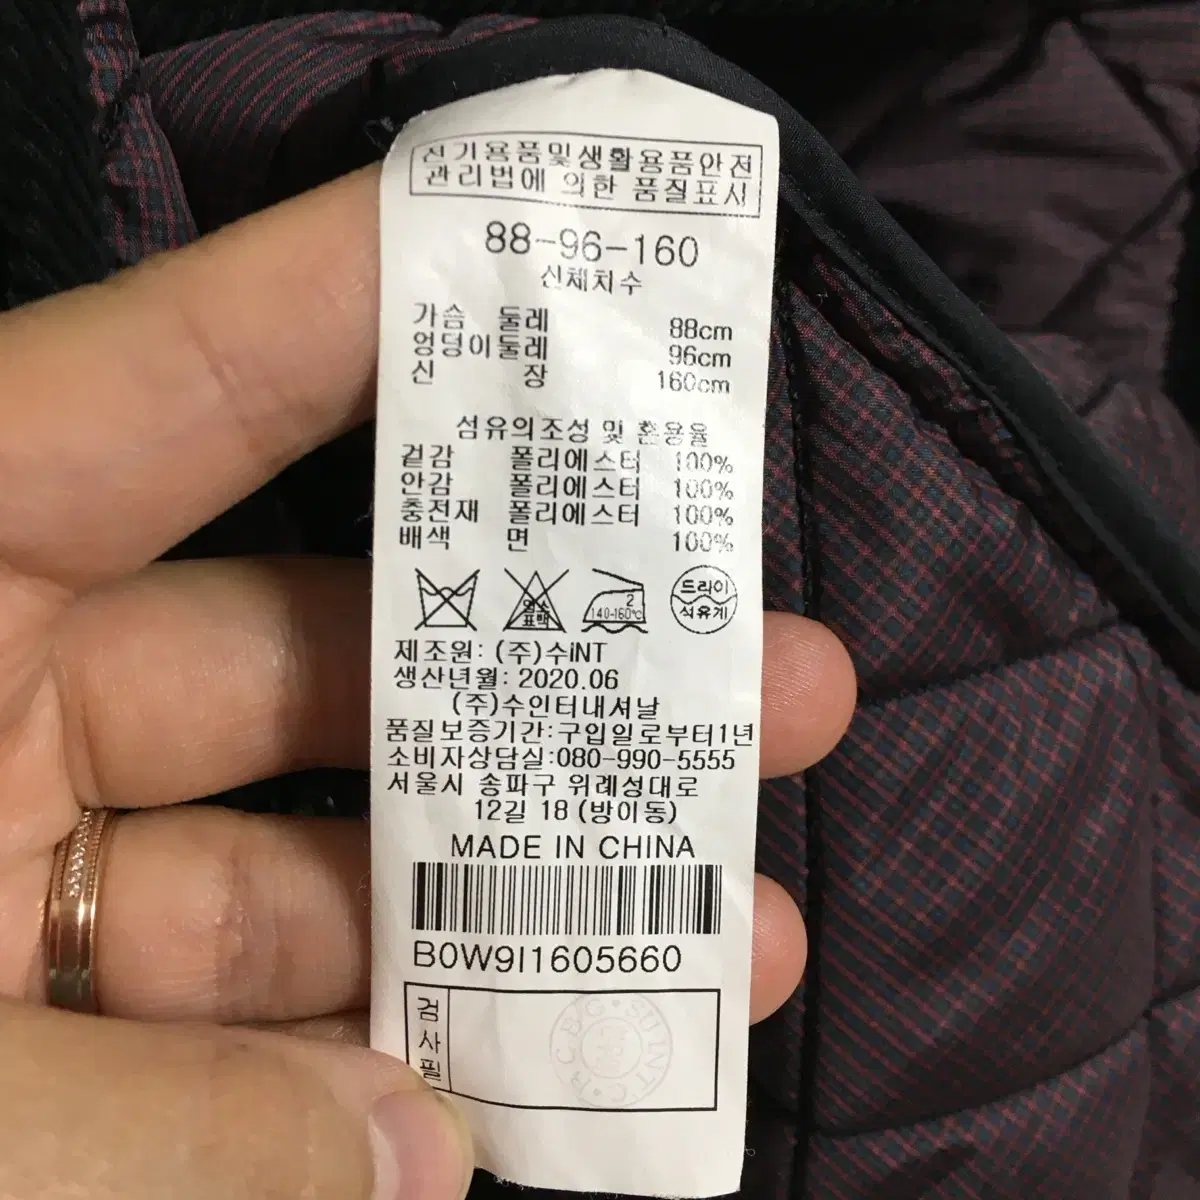 전기용품및생활용품안전
관리법에 의한 품질표시
88-96-160
신체치수
가슴 둘레 88cm
엉덩이둘레 96cm
신 장 160cm
섬유의조성 및 혼용율
겉감 폴리에스터 100%
안감 폴리에스터 100%
충전재 폴리에스터 100%
배색 면 100%
염소
표백
2
140-160℃
드라이
석유계
제조원: (주)수iNT
생산년월: 2020.06
(주)수인터내셔날
품질보증기간:구입일로부터1년
소비자상담실:080-990-5555
서울시 송파구 위례성대로
12길 18 (방이동)
MADE IN CHINA
B0W9I1605660
검
사
필